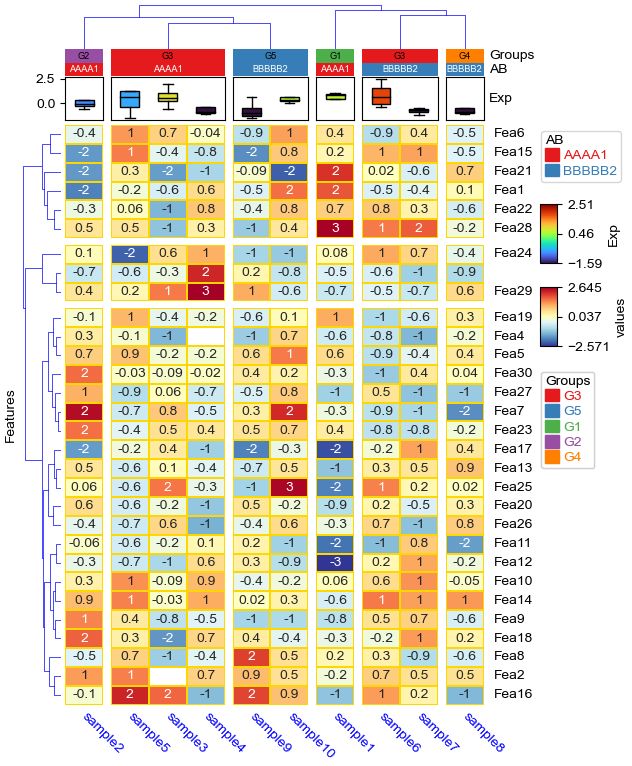 G2 G3 G5 G1 G3 G4 Groups
AAAA1 AAAA1 BBBBB2 AAAA1 BBBBB2 BBBBB2 AB
2.5
0.0
Exp
-0.4 1 0.7 -0.04 -0.9 1 0.4 -0.9 0.4 -0.5 Fea6
-2 1 -0.4 -0.8 -2 0.8 0.2 1 1 -0.5 Fea15
-2 0.3 -2 -1 -0.09 -2 2 0.02 -0.6 0.7 Fea21
-2 -0.2 -0.6 0.6 -0.5 2 2 -0.5 -0.4 0.1 Fea1
-0.3 0.06 -1 0.8 -0.4 0.8 0.7 0.8 0.3 -0.6 Fea22
0.5 0.5 -1 0.3 -1 0.4 3 1 2 -0.2 Fea28
0.1 -2 0.6 1 -1 -1 0.08 1 0.7 -0.4 Fea24
-0.7 -0.6 -0.3 2 0.2 -0.8 -0.5 -0.6 -1 -0.9
0.4 0.2 1 3 1 -0.6 -0.7 -0.5 -0.7 0.6 Fea29
-0.1 1 -0.4 -0.2 -0.6 0.1 1 -1 -0.6 0.3 Fea19
0.3 -0.1 -1 -1 0.7 -0.6 -0.8 -1 -0.2 Fea4
0.7 0.9 -0.2 -0.2 0.6 1 0.6 -0.9 -0.4 0.4 Fea5
2 -0.03 -0.09 -0.02 0.4 0.2 -0.3 -1 0.4 0.04 Fea30
1 -0.9 0.06 -0.7 -0.5 0.8 -1 0.5 -1 -1 Fea27
2 -0.7 0.8 -0.5 0.3 2 -0.3 -0.9 -1 -2 Fea7
2 -0.4 0.5 0.4 0.5 0.7 0.4 -0.8 -0.8 -0.2 Fea23
-2 -0.2 0.4 -1 -2 -0.3 -2 -0.2 1 0.4 Fea17
0.5 -0.6 0.1 -0.4 -0.7 0.5 -1 0.3 0.5 0.9 Fea13
0.06 -0.6 2 -0.3 -1 3 -2 1 0.2 0.02 Fea25
0.6 -0.6 -0.2 -1 0.5 -0.2 -0.9 0.2 -0.5 0.3 Fea20
-0.4 -0.7 0.6 -1 -0.4 0.6 -0.3 0.7 -1 0.8 Fea26
-0.06 -0.6 -0.2 0.1 0.2 -1 -2 -1 0.8 -2 Fea11
-0.3 -0.7 -1 0.6 0.3 -0.9 -3 0.2 1 -0.2 Fea12
0.3 1 -0.09 0.9 -0.4 -0.2 0.06 0.6 1 -0.05 Fea10
0.9 1 -0.03 1 0.02 0.3 -0.6 1 1 1 Fea14
1 0.4 -0.8 -0.5 -1 -1 -0.8 0.5 0.7 -0.6 Fea9
2 0.3 -2 0.7 0.4 -0.4 -0.3 -0.2 1 0.2 Fea18
-0.5 0.7 -1 -0.4 2 0.5 0.2 0.3 -0.9 -0.6 Fea8
1 1 0.7 0.9 0.5 -0.2 0.7 0.5 0.5 Fea2
-0.1 2 2 -1 2 0.9 -1 1 0.2 -1 Fea16
Features
sample2 sample5 sample3 sample4 sample9 sample10 sample1 sample6 sample7 sample8
AB
AAAA1
BBBBB2
2.51
0.46
-1.59
Exp
2.645
0.037
-2.571
values
Groups
G3
G5
G1
G2
G4